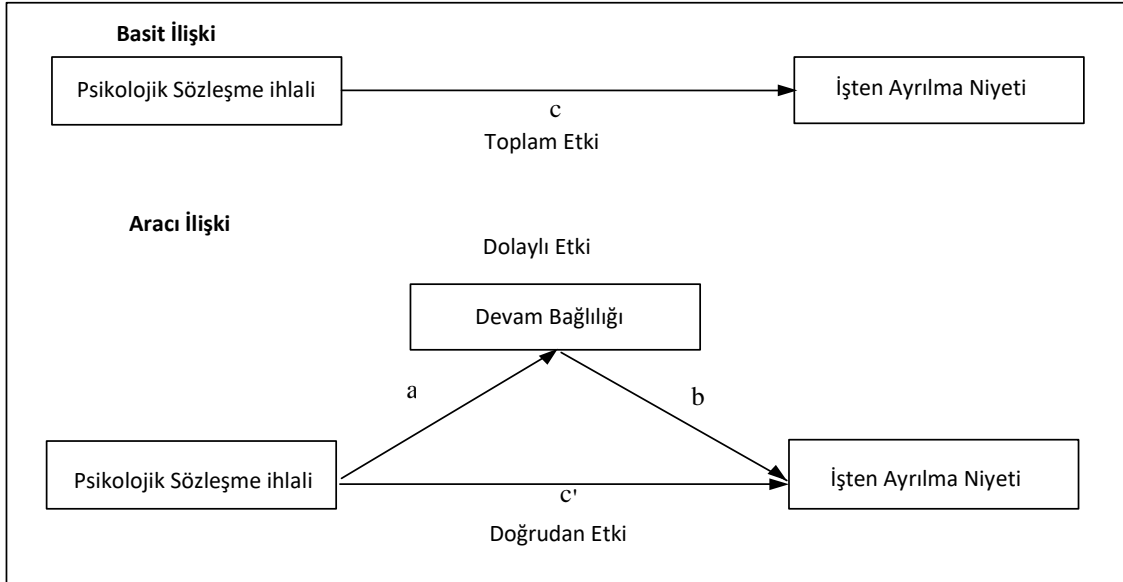 Basit İlişki
Psikolojik Sözleşme ihlali
İşten Ayrılma Niyeti
c
Toplam Etki
Aracı İlişki
Dolaylı Etki
Devam Bağlılığı
a
b
Psikolojik Sözleşme ihlali
İşten Ayrılma Niyeti
c'
Doğrudan Etki